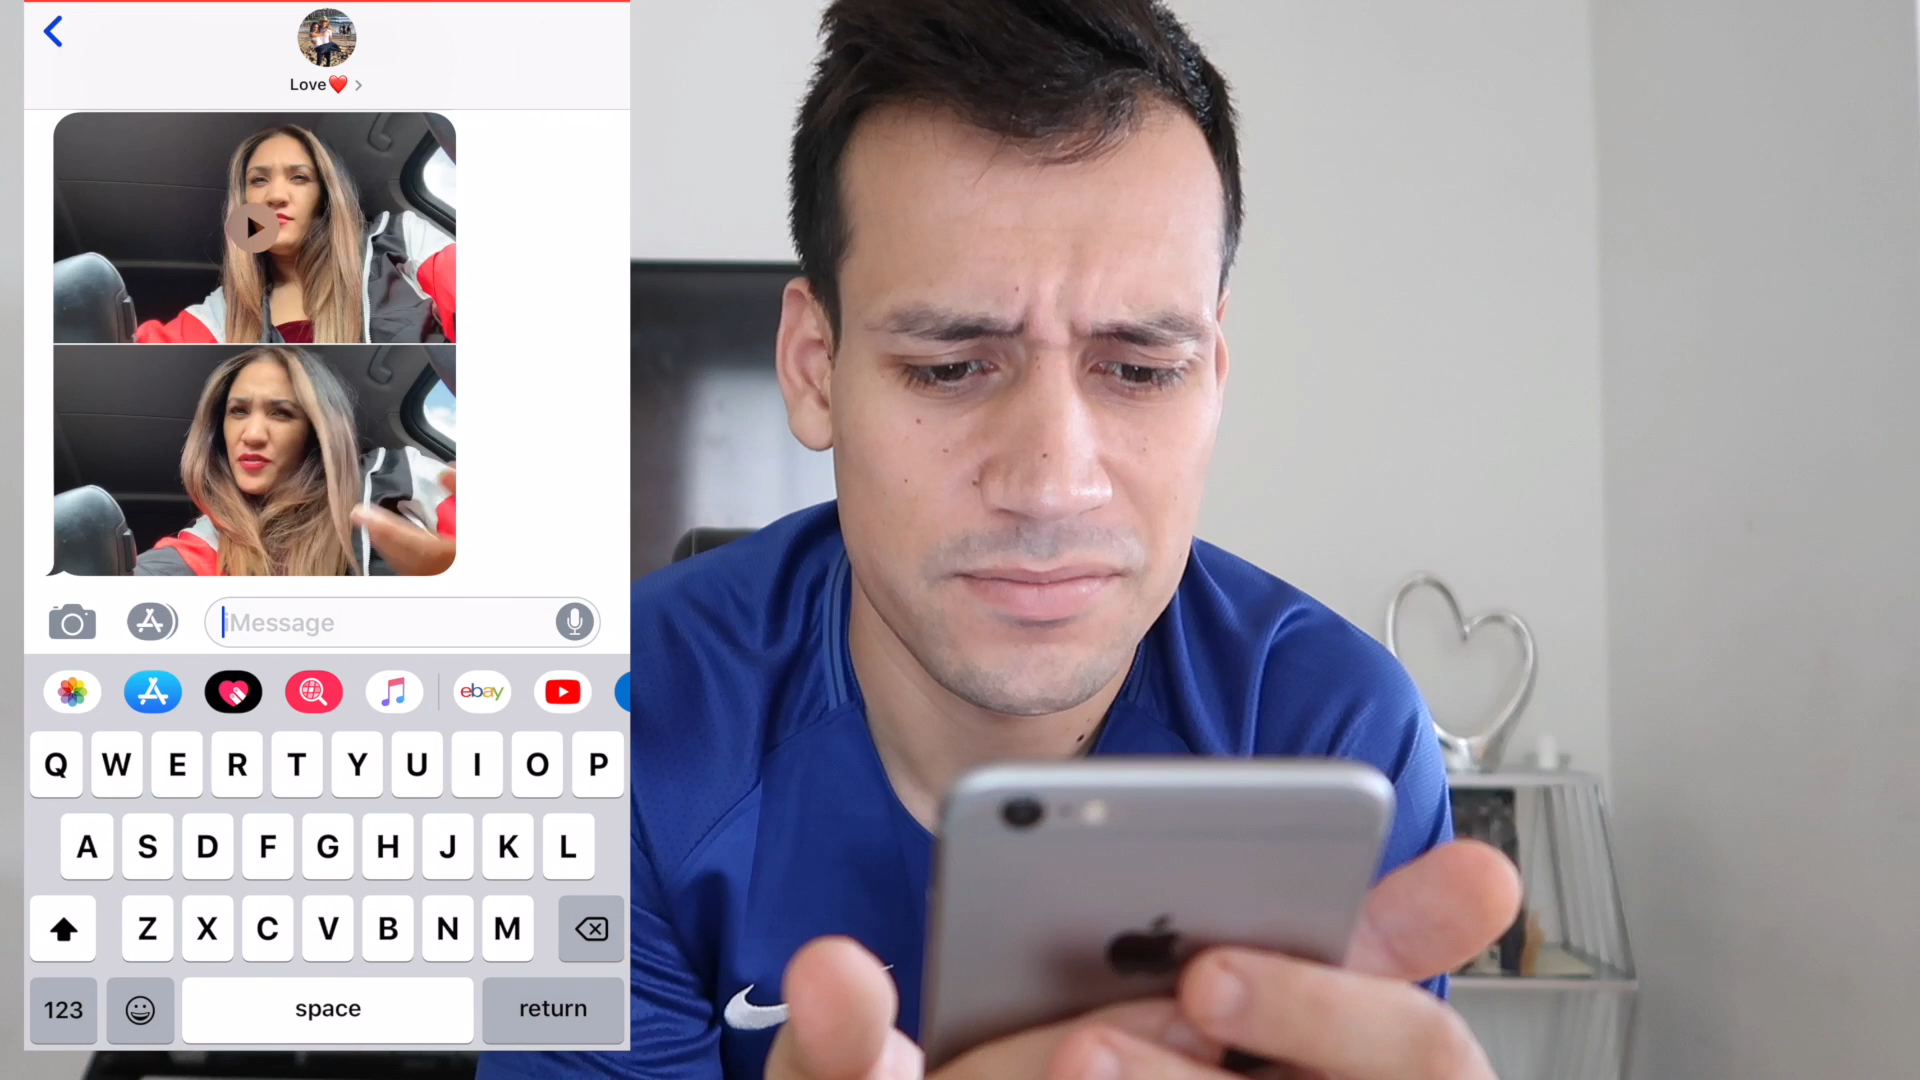 Love❤️ >
iMessage
ebay
Q W E R T Y U I O P
A S D F G H J K L
Z X C V B N M
123
space
return